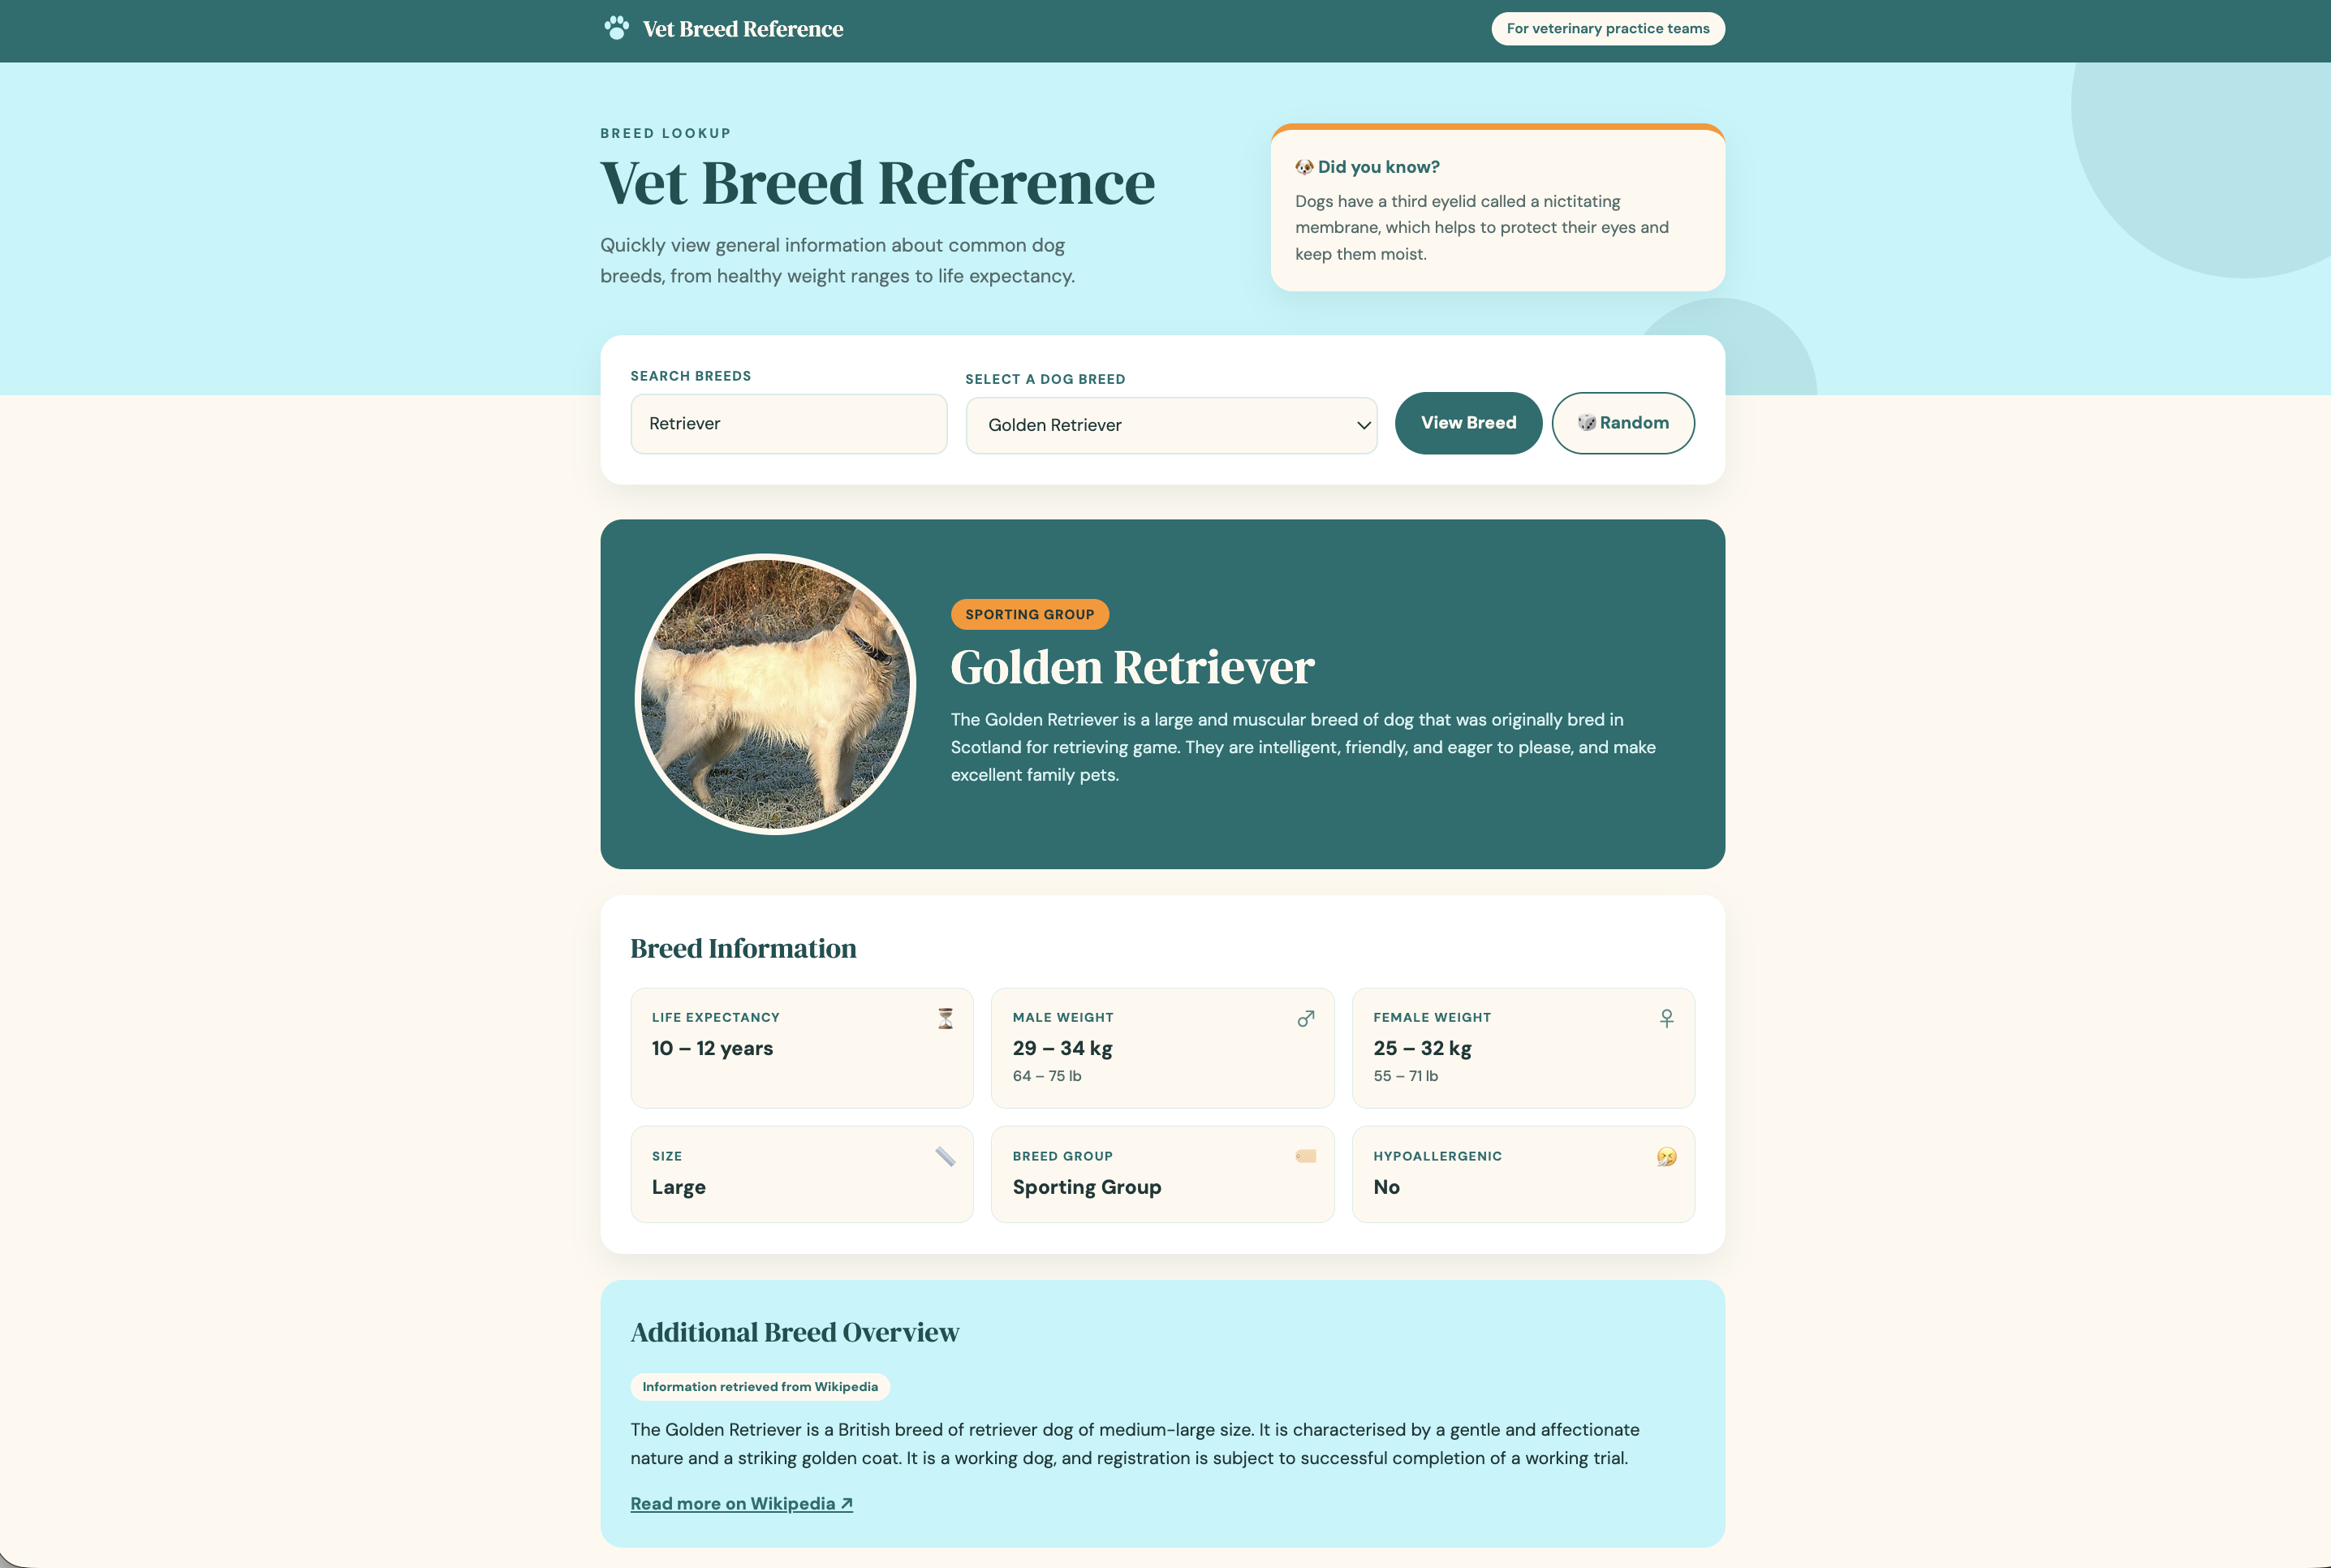 Vet Breed Reference
For veterinary practice teams
BREED LOOKUP
Vet Breed Reference
Quickly view general information about common dog
breeds, from healthy weight ranges to life expectancy.
🐶 Did you know?
Dogs have a third eyelid called a nictitating
membrane, which helps to protect their eyes and
keep them moist.
SEARCH BREEDS
Retriever
SELECT A DOG BREED
Golden Retriever
View Breed
🎲 Random
SPORTING GROUP
Golden Retriever
The Golden Retriever is a large and muscular breed of dog that was originally bred in
Scotland for retrieving game. They are intelligent, friendly, and eager to please, and make
excellent family pets.
Breed Information
LIFE EXPECTANCY
10 – 12 years
MALE WEIGHT
29 – 34 kg
64 – 75 lb
FEMALE WEIGHT
25 – 32 kg
55 – 71 lb
SIZE
Large
BREED GROUP
Sporting Group
HYPOALLERGENIC
No
Additional Breed Overview
Information retrieved from Wikipedia
The Golden Retriever is a British breed of retriever dog of medium-large size. It is characterised by a gentle and affectionate
nature and a striking golden coat. It is a working dog, and registration is subject to successful completion of a working trial.
Read more on Wikipedia ↗